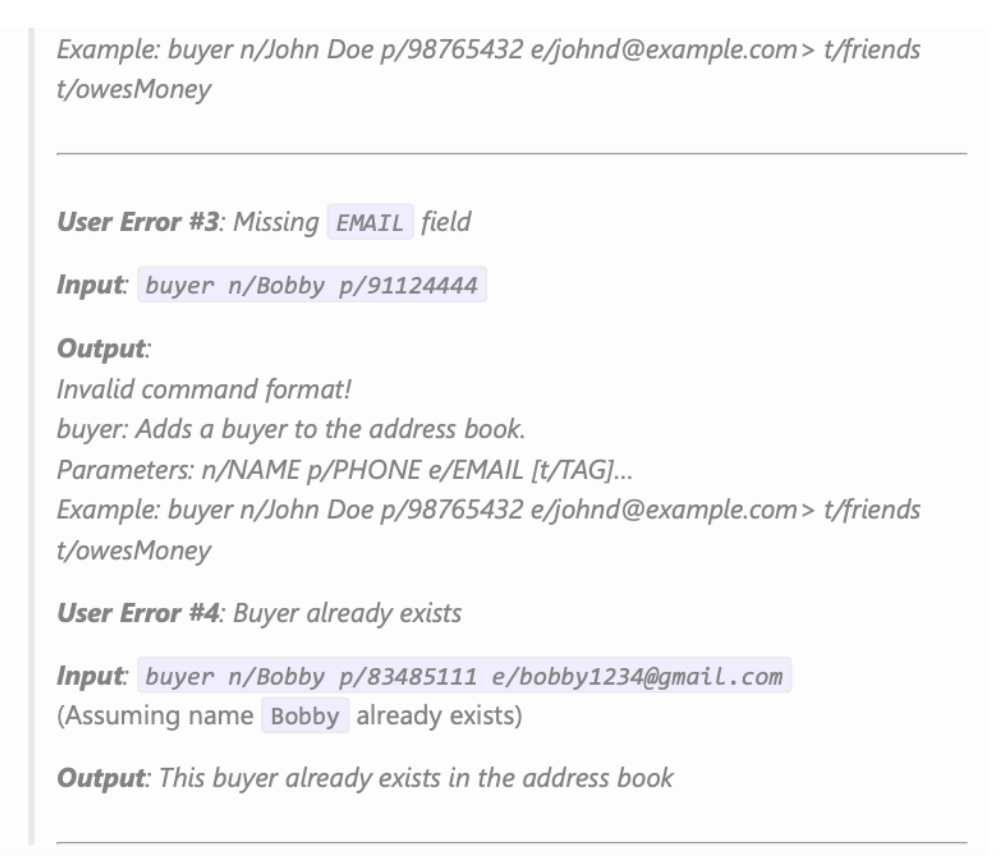 Example: buyer n/John Doe p/98765432 e/johnd@example.com> t/friends
t/owesMoney
User Error #3: Missing EMAIL field
Input: buyer n/Bobby p/91124444
Output:
Invalid command format!
buyer: Adds a buyer to the address book.
Parameters: n/NAME p/PHONE e/EMAIL [t/TAG]...
Example: buyer n/John Doe p/98765432 e/johnd@example.com> t/friends
t/owesMoney
User Error #4: Buyer already exists
Input: buyer n/Bobby p/83485111 e/bobby1234@gmail.com
(Assuming name Bobby already exists)
Output: This buyer already exists in the address book